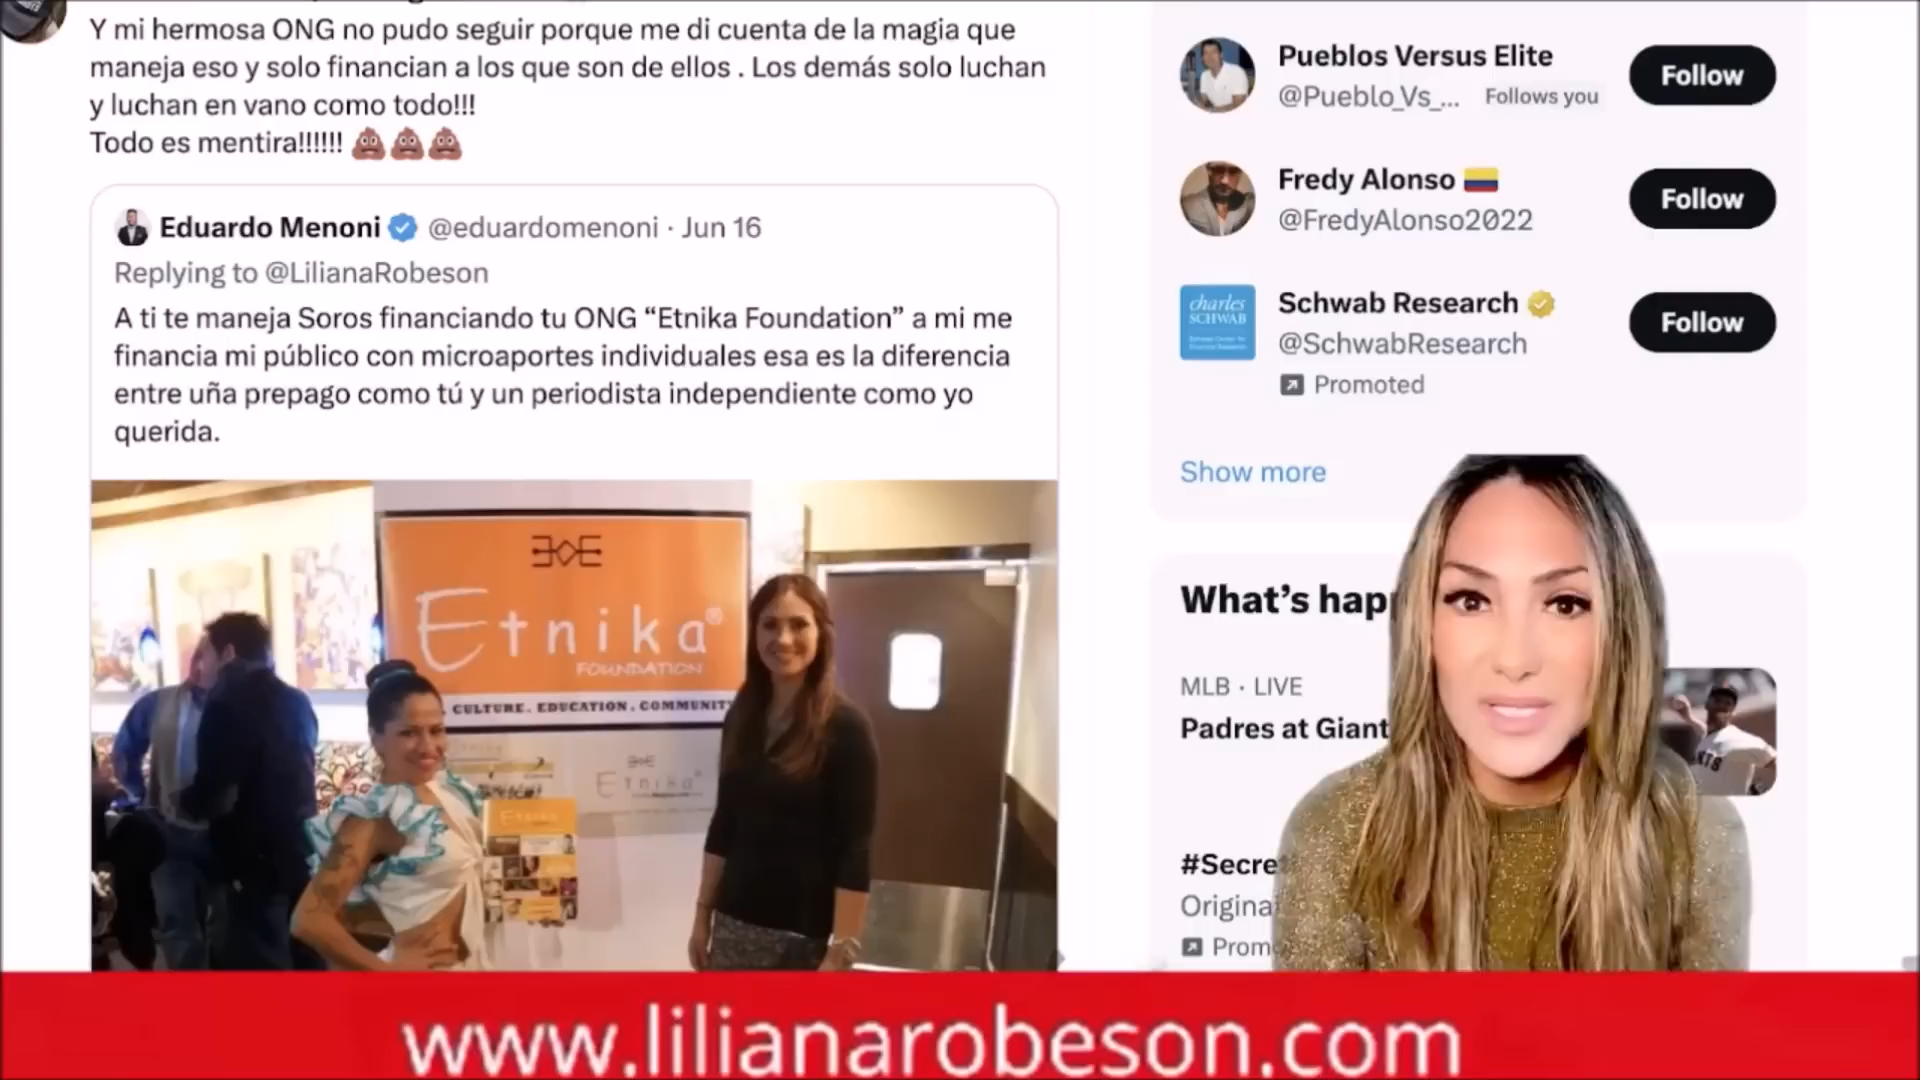 Y mi hermosa ONG no pudo seguir porque me di cuenta de la magia que
maneja eso y solo financian a los que son de ellos . Los demás solo luchan
y luchan en vano como todo!!!
Todo es mentira!!!!!! 💩💩💩
Eduardo Menoni @eduardomenoni · Jun 16
Replying to @LilianaRobeson
A ti te maneja Soros financiando tu ONG “Etnika Foundation” a mi me
financia mi público con microaportes individuales esa es la diferencia
entre uña prepago como tú y un periodista independiente como yo
querida.
Etnika®
FOUNDATION
CULTURE. EDUCATION. COMMUNITY
Etnika
Etnika
Pueblos Versus Elite
@Pueblo_Vs_... Follows you
Follow
Fredy Alonso 🇨🇴
@FredyAlonso2022
Follow
charles
SCHWAB
Schwab Research
@SchwabResearch
Promoted
Follow
Show more
What’s hap
MLB · LIVE
Padres at Giant
#Secre
Origina
Prom
www.lilianarobeson.com